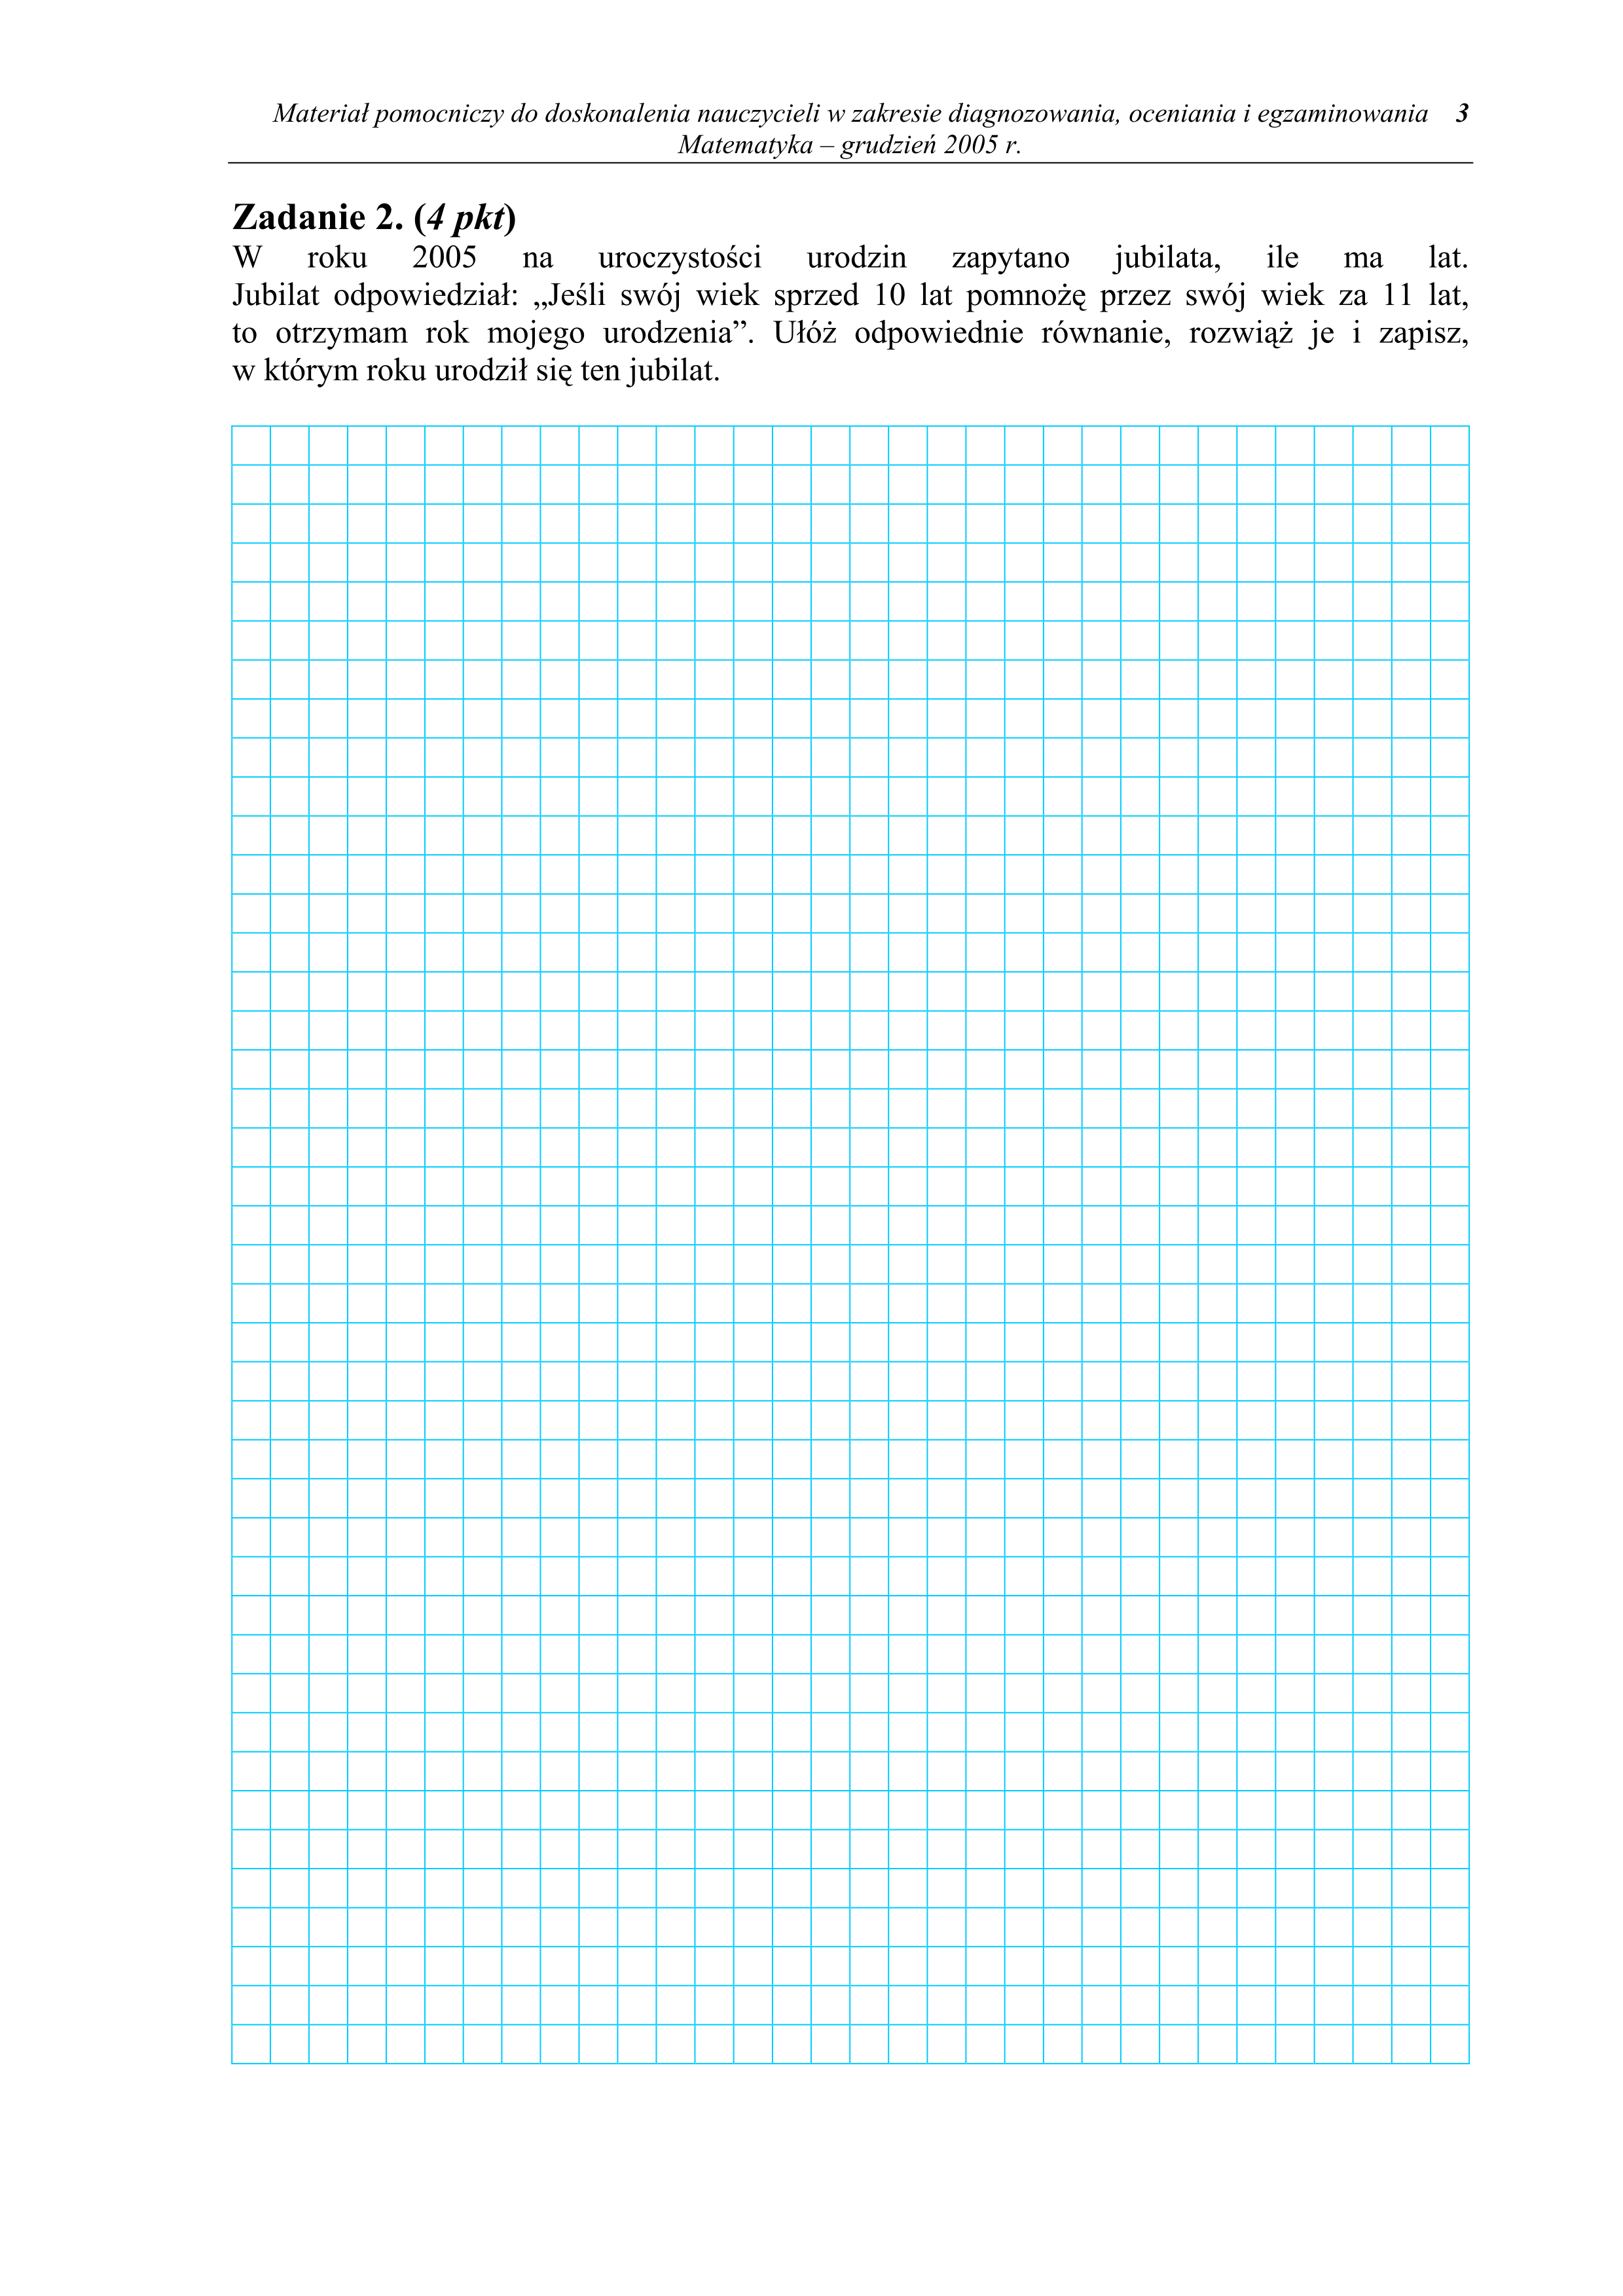 Materiał pomocniczy do doskonalenia nauczycieli w zakresie diagnozowania, oceniania i egzaminowania 3
Matematyka – grudzień 2005 r.
Zadanie 2. (4 pkt)
W roku 2005 na uroczystości urodzin zapytano jubilata, ile ma lat.
Jubilat odpowiedział: „Jeśli swój wiek sprzed 10 lat pomnożę przez swój wiek za 11 lat,
to otrzymam rok mojego urodzenia”. Ułóż odpowiednie równanie, rozwiąż je i zapisz,
w którym roku urodził się ten jubilat.